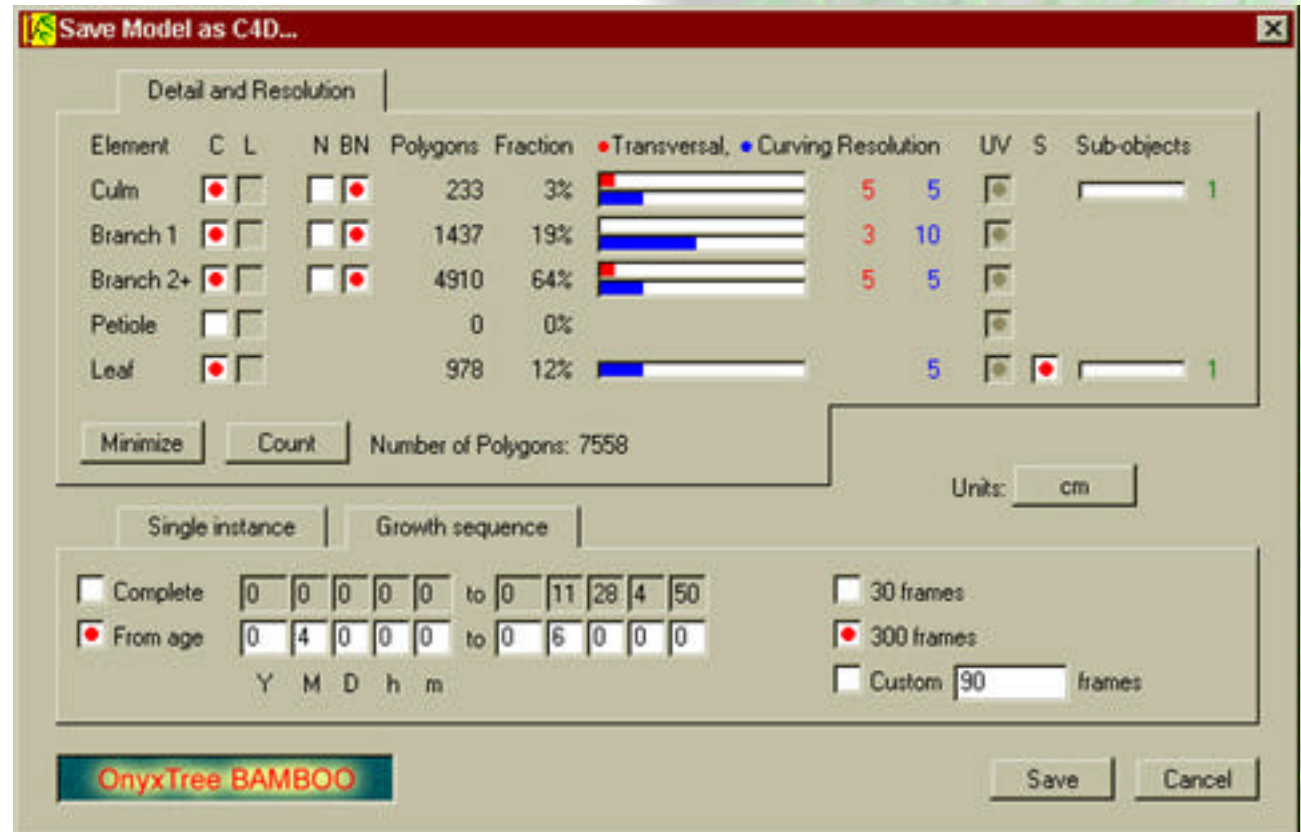 Save Model as C4D...
Detail and Resolution
Element C L N BN Polygons Fraction •Transversal, •Curving Resolution UV S Sub-objects
Culm 233 3% 5 5 1
Branch 1 1437 19% 3 10
Branch 2+ 4910 64% 5 5
Petiole 0 0%
Leaf 978 12% 5 1
Minimize Count Number of Polygons: 7558
Units: cm
Single instance Growth sequence
Complete 0 0 0 0 0 to 0 11 28 4 50 30 frames
From age 0 4 0 0 0 to 0 6 0 0 0 300 frames
Y M D h m Custom 90 frames
OnyxTree BAMBOO Save Cancel